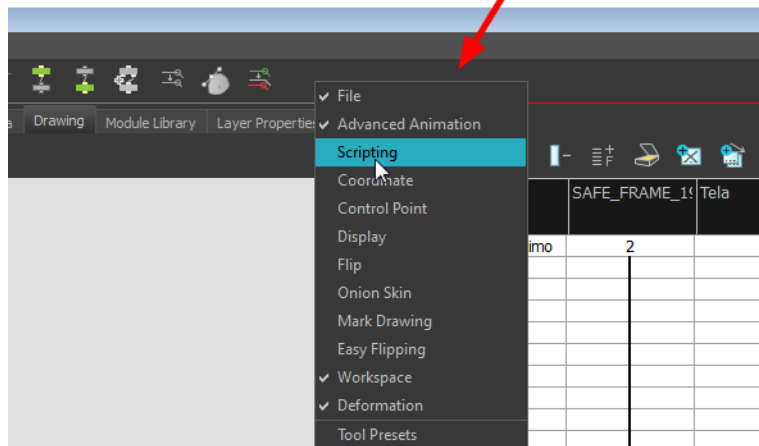 Drawing
Module Library
Layer Properties
File
Advanced Animation
Scripting
Coordinate
Control Point
Display
Flip
Onion Skin
Mark Drawing
Easy Flipping
Workspace
Deformation
Tool Presets
SAFE_FRAME_19
Tela
imo
2